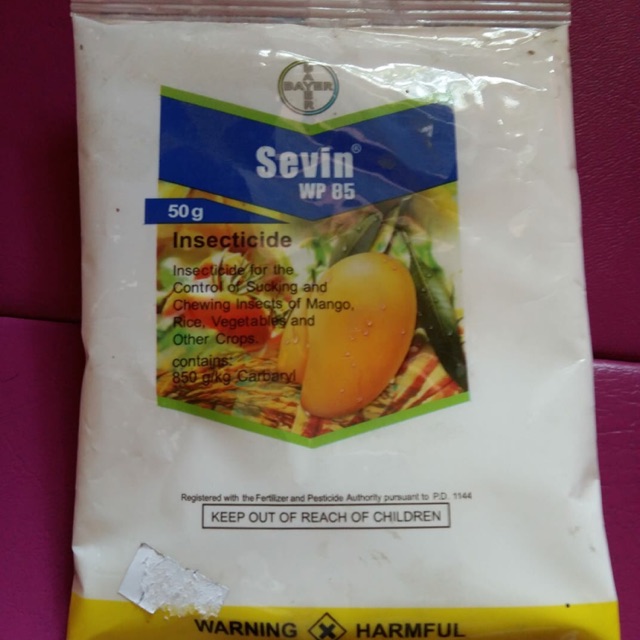 BAYER
Sevin®
WP 85
50 g
Insecticide
Insecticide for the
Control of Sucking and
Chewing Insects of Mango,
Rice, Vegetables and
Other Crops.
contains:
850 g/kg Carbaryl
Registered with the Fertilizer and Pesticide Authority pursuant to P.D. 1144
KEEP OUT OF REACH OF CHILDREN
WARNING HARMFUL